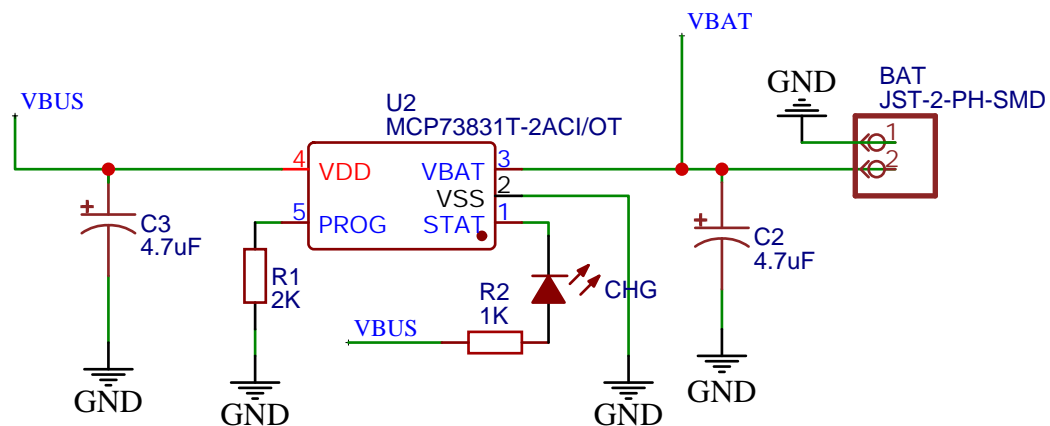 VBAT
VBUS
U2
MCP73831T-2ACI/OT
GND
BAT
JST-2-PH-SMD
1
2
4
VDD
VBAT
3
VSS
2
5
PROG
STAT
1
+
C3
4.7uF
R1
2K
R2
1K
CHG
+
C2
4.7uF
VBUS
GND
GND
GND
GND